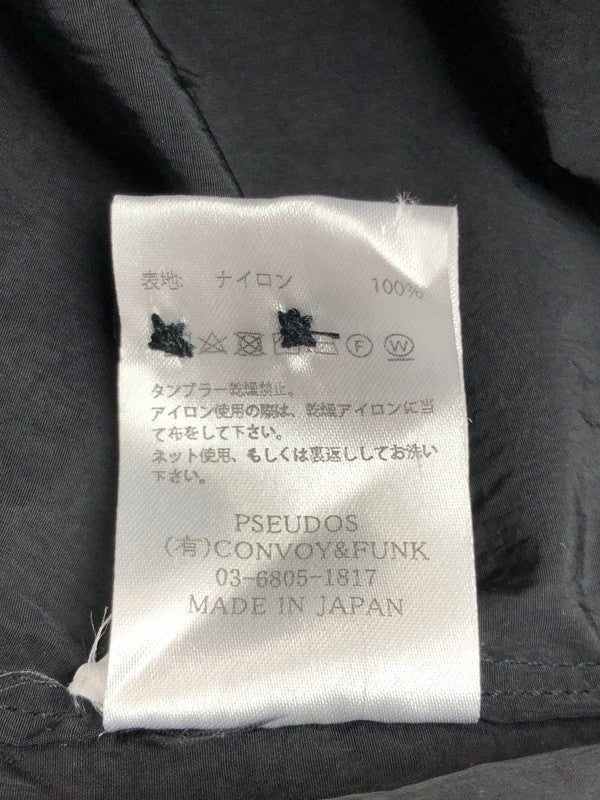 表地: ナイロン 100%
F W
タンブラー乾燥禁止。
アイロン使用の際は、乾燥アイロンに当
て布をして下さい。
ネット使用、もしくは裏返ししてお洗い
下さい。
PSEUDOS
(有)CONVOY&FUNK
03-6805-1817
MADE IN JAPAN